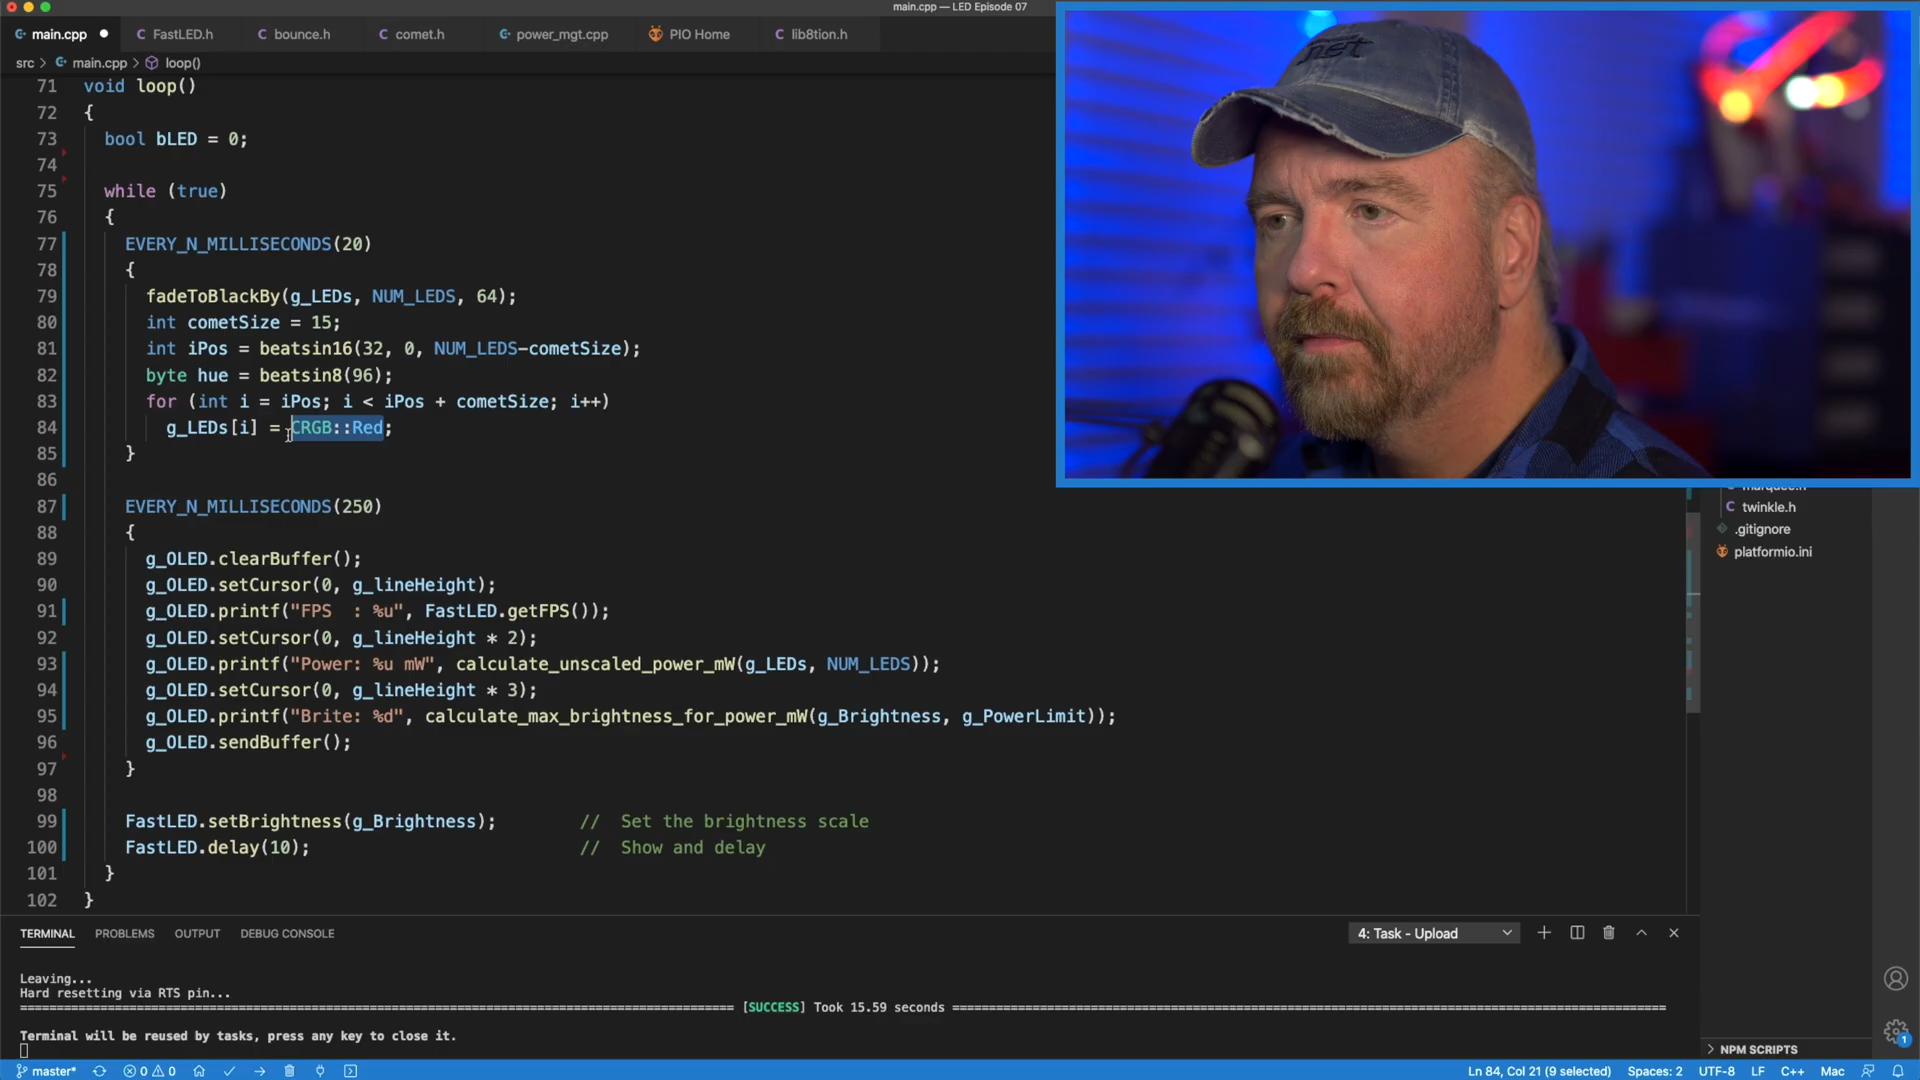 main.cpp — LED Episode 07
main.cpp
FastLED.h
bounce.h
comet.h
power_mgt.cpp
PIO Home
lib8tion.h
src > main.cpp > loop()
71 void loop()
72 {
73 bool bLED = 0;
74
75 while (true)
76 {
77 EVERY_N_MILLISECONDS(20)
78 {
79 fadeToBlackBy(g_LEDs, NUM_LEDS, 64);
80 int cometSize = 15;
81 int iPos = beatsin16(32, 0, NUM_LEDS-cometSize);
82 byte hue = beatsin8(96);
83 for (int i = iPos; i < iPos + cometSize; i++)
84 g_LEDs[i] = CRGB::Red;
85 }
86
87 EVERY_N_MILLISECONDS(250)
88 {
89 g_OLED.clearBuffer();
90 g_OLED.setCursor(0, g_lineHeight);
91 g_OLED.printf("FPS  : %u", FastLED.getFPS());
92 g_OLED.setCursor(0, g_lineHeight * 2);
93 g_OLED.printf("Power: %u mW", calculate_unscaled_power_mW(g_LEDs, NUM_LEDS));
94 g_OLED.setCursor(0, g_lineHeight * 3);
95 g_OLED.printf("Brite: %d", calculate_max_brightness_for_power_mW(g_Brightness, g_PowerLimit));
96 g_OLED.sendBuffer();
97 }
98
99 FastLED.setBrightness(g_Brightness); // Set the brightness scale
100 FastLED.delay(10); // Show and delay
101 }
102 }
marquee.h
twinkle.h
.gitignore
platformio.ini
TERMINAL PROBLEMS OUTPUT DEBUG CONSOLE
4: Task - Upload
Leaving...
Hard resetting via RTS pin...
[SUCCESS] Took 15.59 seconds
Terminal will be reused by tasks, press any key to close it.
1
NPM SCRIPTS
master* 0 0
Ln 84, Col 21 (9 selected) Spaces: 2 UTF-8 LF C++ Mac